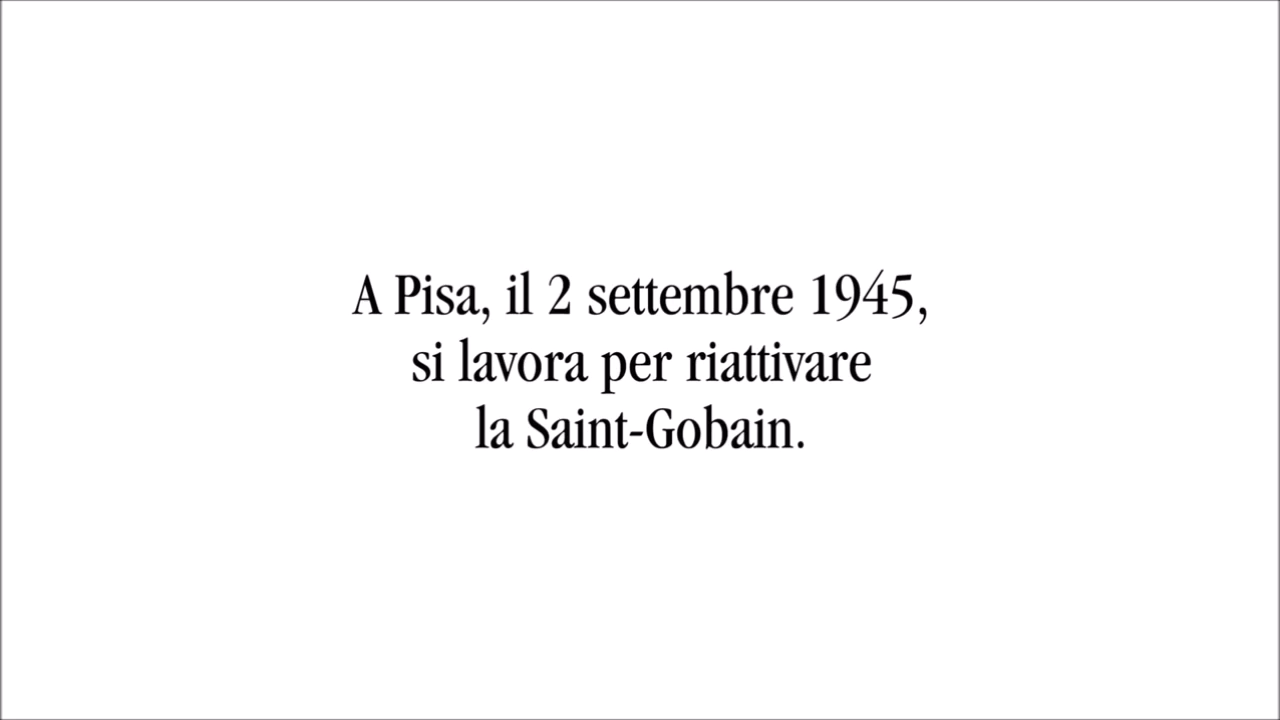 A Pisa, il 2 settembre 1945,
si lavora per riattivare
la Saint-Gobain.